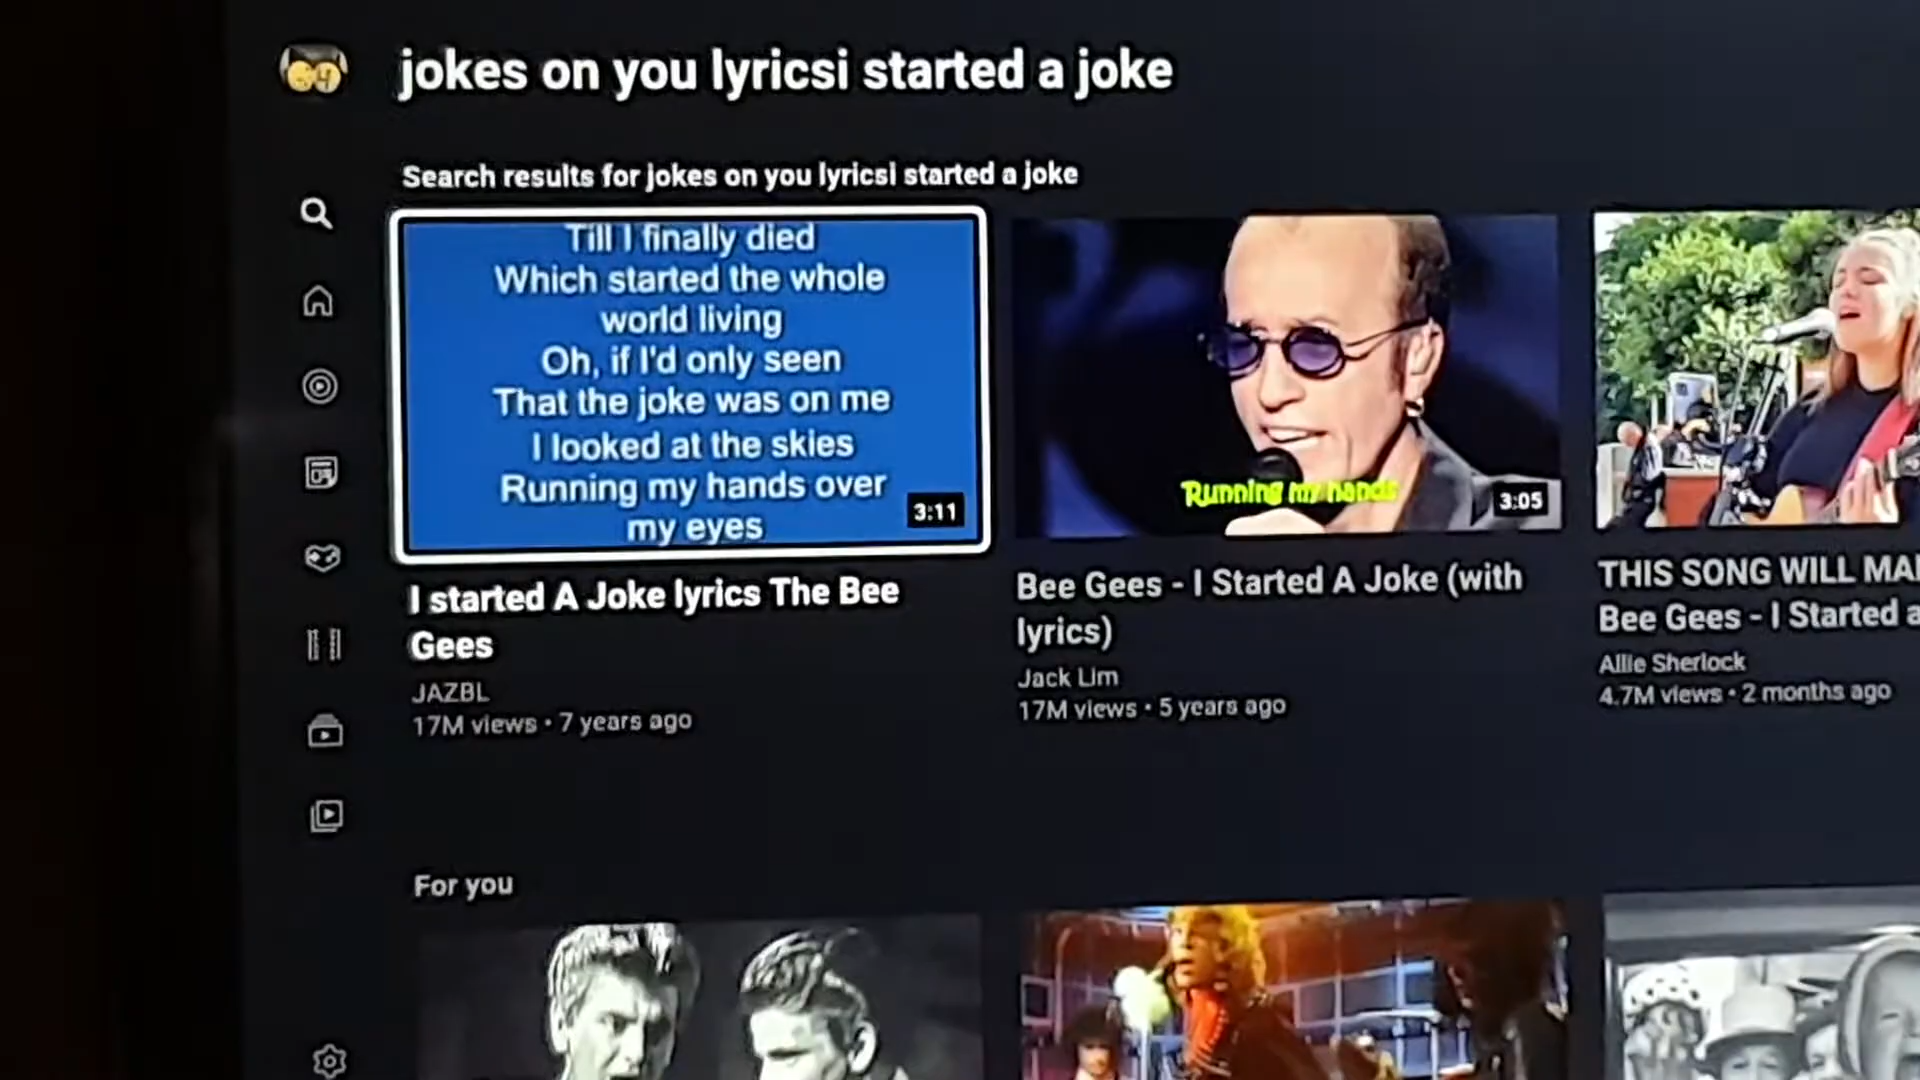 jokes on you lyricsi started a joke
Search results for jokes on you lyricsi started a joke
Till I finally died
Which started the whole
world living
Oh, if I'd only seen
That the joke was on me
I looked at the skies
Running my hands over
my eyes
3:11
I started A Joke lyrics The Bee
Gees
JAZBL
17M views • 7 years ago
Running my hands
3:05
Bee Gees - I Started A Joke (with
lyrics)
Jack Lim
17M views • 5 years ago
THIS SONG WILL
Bee Gees - I Started a
Allie Sherlock
4.7M views • 2 months ago
For you